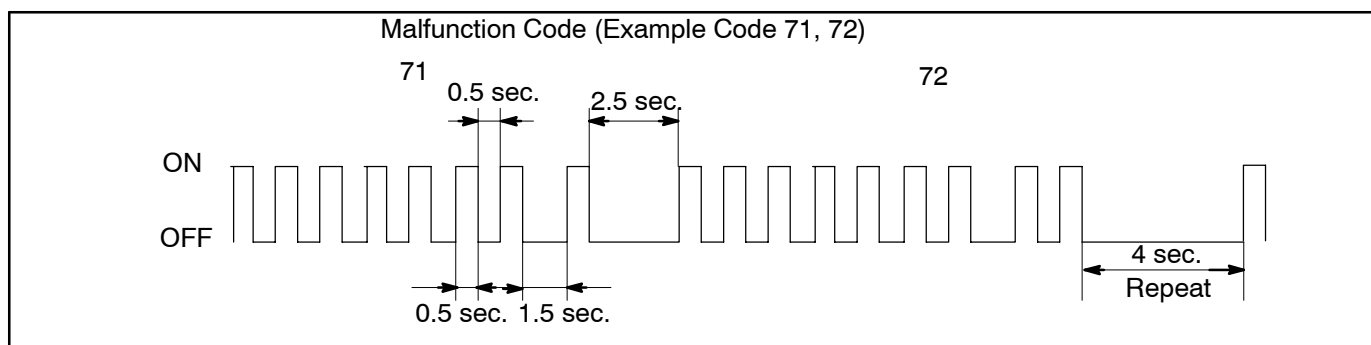 Malfunction Code (Example Code 71, 72)
71
72
0.5 sec.
2.5 sec.
ON
OFF
4 sec.
Repeat
0.5 sec.
1.5 sec.